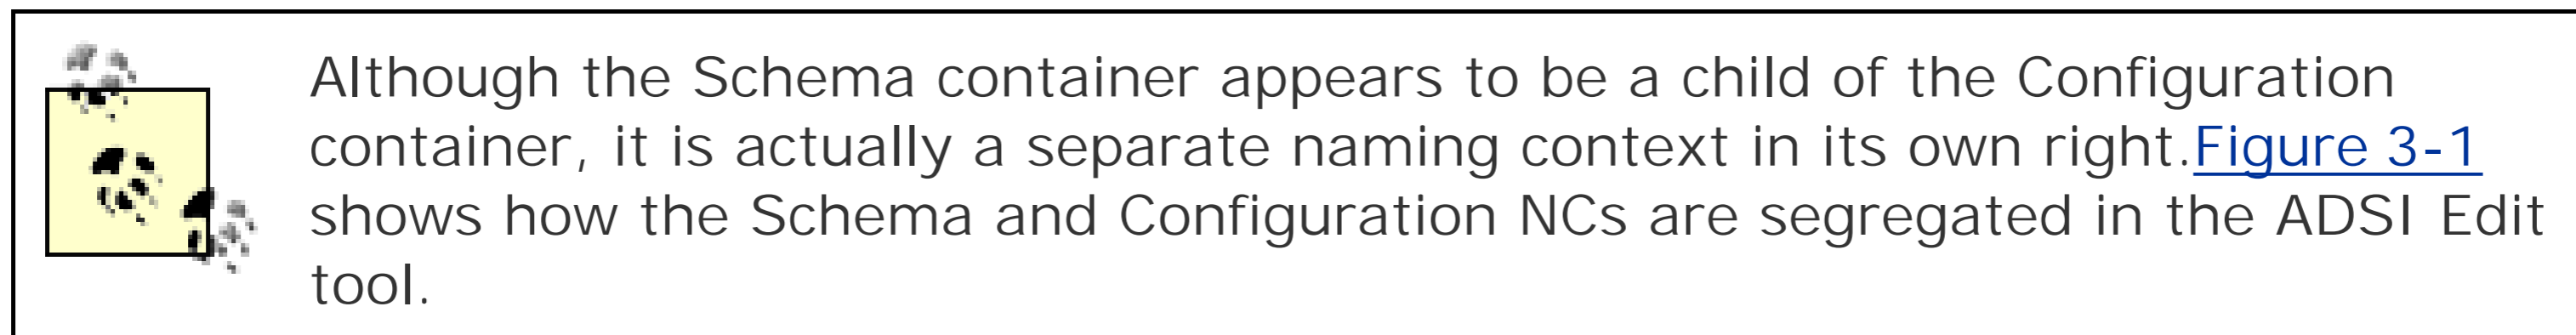 Although the Schema container appears to be a child of the Configuration
container, it is actually a separate naming context in its own right.Figure 3-1
shows how the Schema and Configuration NCs are segregated in the ADSI Edit
tool.